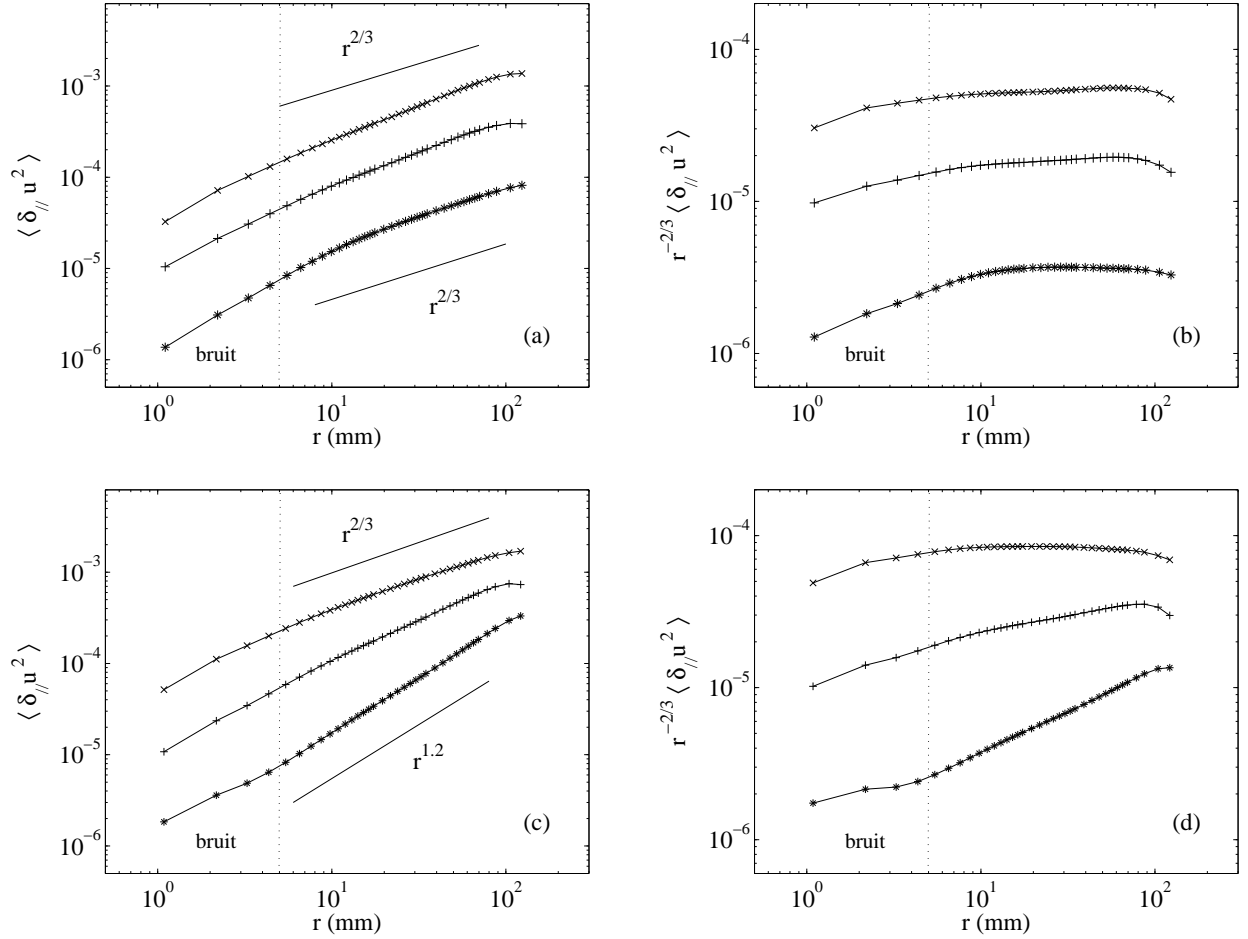 10^{-3}
10^{-4}
10^{-5}
10^{-6}
⟨ δ_{//} u^2 ⟩
r^{2/3}
r^{2/3}
bruit
(a)
10^0
10^1
10^2
r (mm)
10^{-4}
10^{-5}
10^{-6}
r^{-2/3} ⟨ δ_{//} u^2 ⟩
bruit
(b)
10^0
10^1
10^2
r (mm)
10^{-3}
10^{-4}
10^{-5}
10^{-6}
⟨ δ_{//} u^2 ⟩
r^{2/3}
r^{1.2}
bruit
(c)
10^0
10^1
10^2
r (mm)
10^{-4}
10^{-5}
10^{-6}
r^{-2/3} ⟨ δ_{//} u^2 ⟩
bruit
(d)
10^0
10^1
10^2
r (mm)